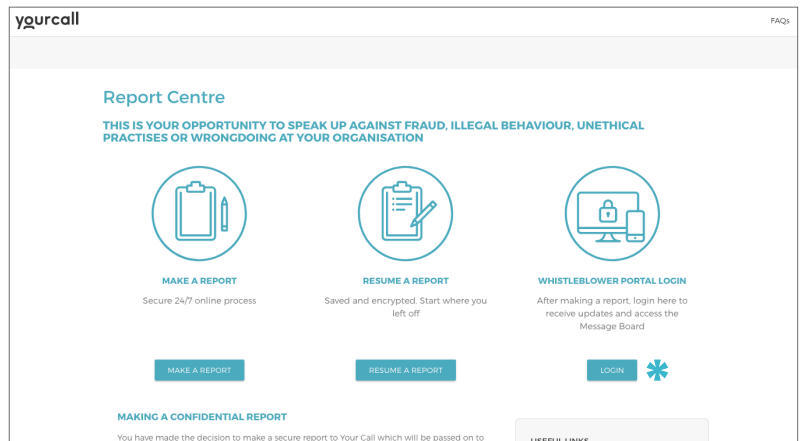 yourcall
FAQs
Report Centre
THIS IS YOUR OPPORTUNITY TO SPEAK UP AGAINST FRAUD, ILLEGAL BEHAVIOUR, UNETHICAL
PRACTISES OR WRONGDOING AT YOUR ORGANISATION
MAKE A REPORT
Secure 24/7 online process
MAKE A REPORT
RESUME A REPORT
Saved and encrypted. Start where you
left off
RESUME A REPORT
WHISTLEBLOWER PORTAL LOGIN
After making a report, login here to
receive updates and access the
Message Board
LOGIN
MAKING A CONFIDENTIAL REPORT
You have made the decision to make a secure report to Your Call which will be passed on to
USEFUL LINKS